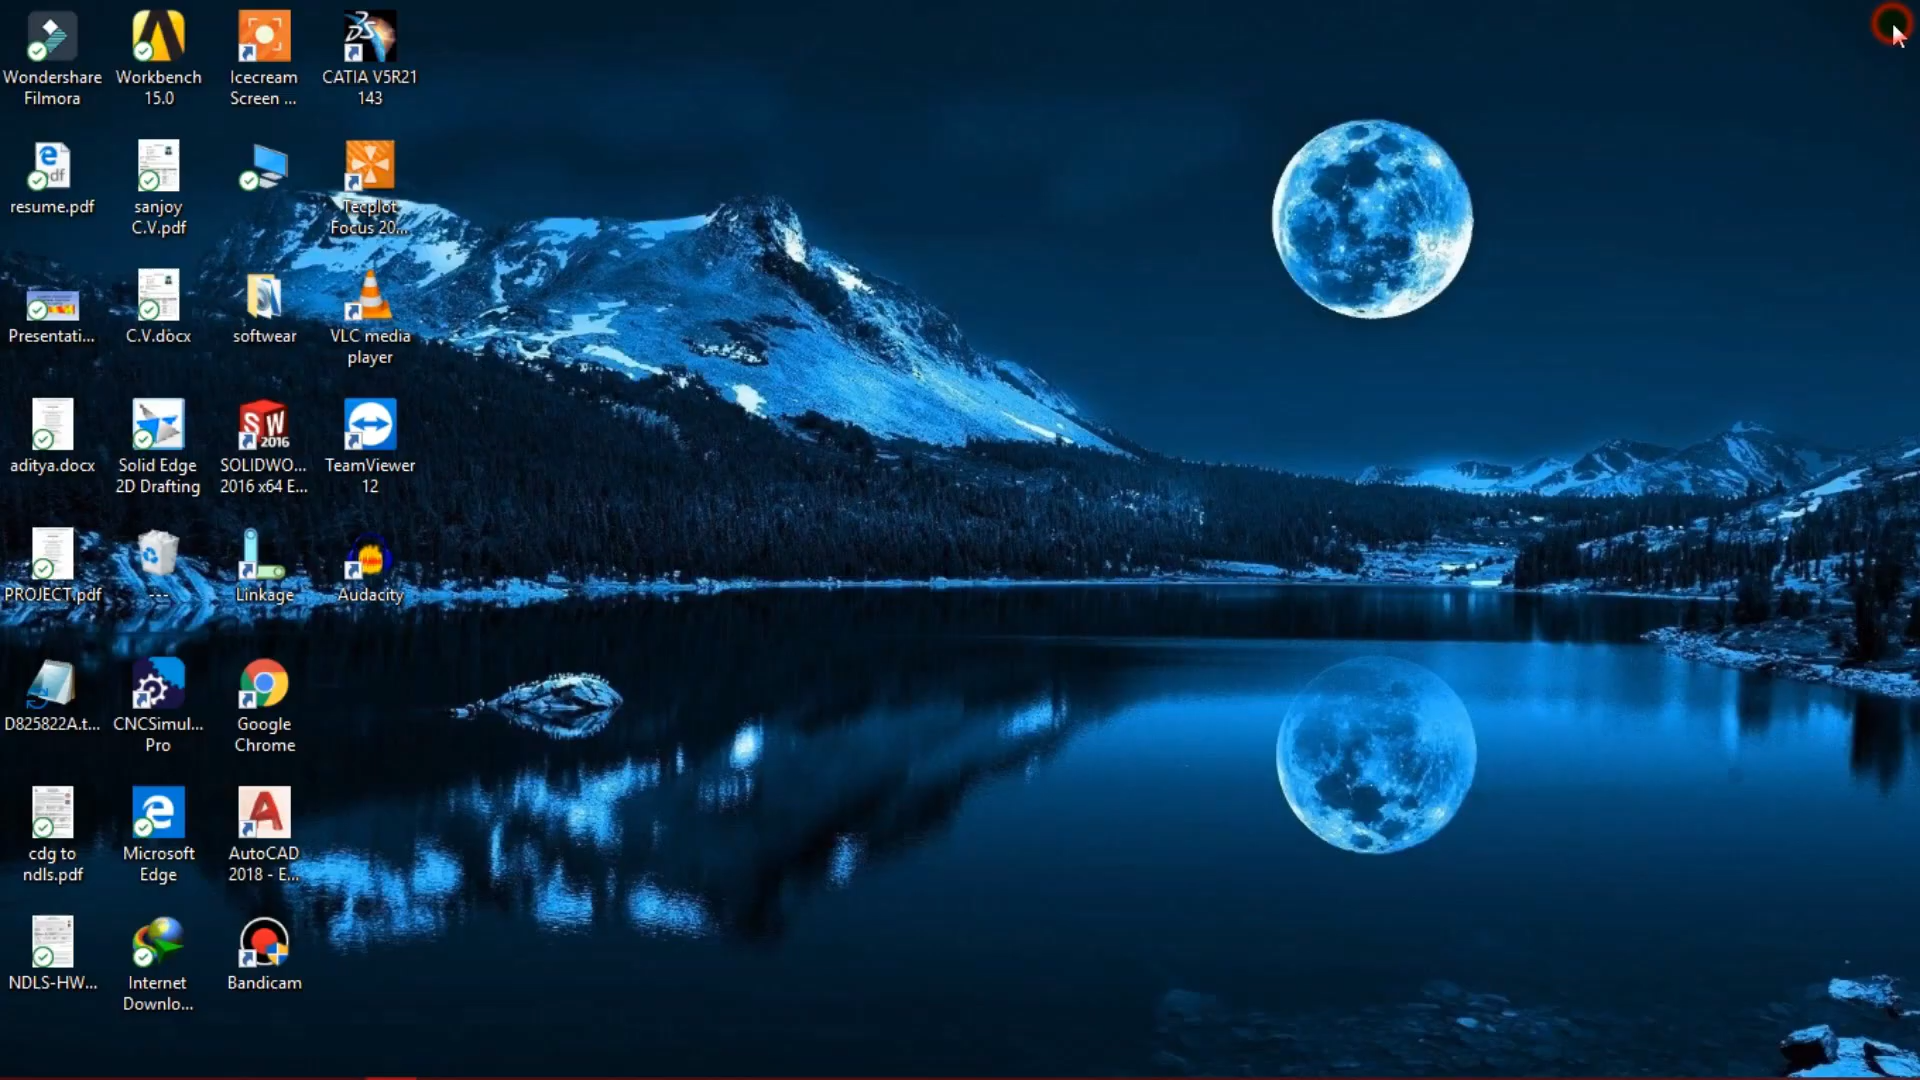 Wondershare
Filmora
Workbench
15.0
Icecream
Screen ...
CATIA V5R21
143
resume.pdf
sanjoy
C.V.pdf
Tecplot
Focus 20...
Presentati...
C.V.docx
softwear
VLC media
player
aditya.docx
Solid Edge
2D Drafting
SW
2016
SOLIDWO...
2016 x64 E...
TeamViewer
12
PROJECT.pdf
---
Linkage
Audacity
D825822A.t...
CNCSimul...
Pro
Google
Chrome
cdg to
ndls.pdf
Microsoft
Edge
AutoCAD
2018 - E...
NDLS-HW...
Internet
Downlo...
Bandicam